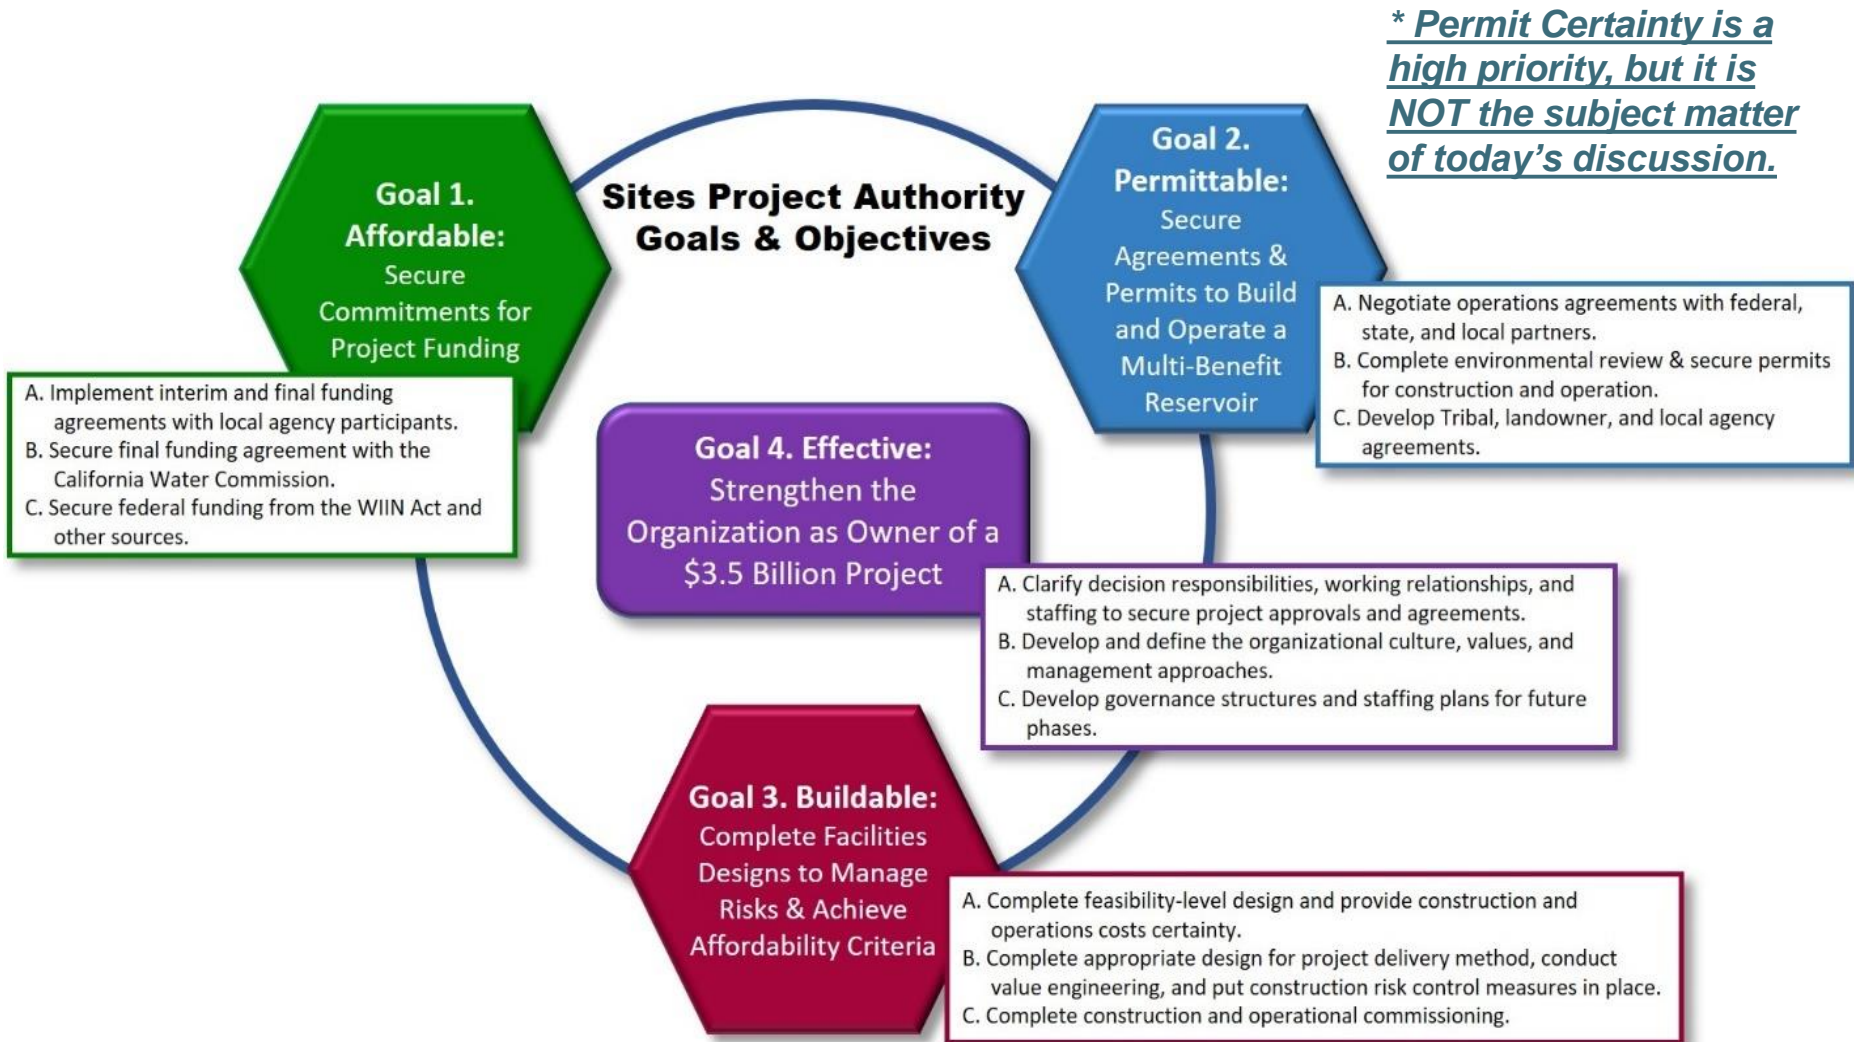 * Permit Certainty is a
high priority, but it is
NOT the subject matter
of today's discussion.
Sites Project Authority
Goals & Objectives
Goal 1.
Affordable:
Secure
Commitments for
Project Funding
A. Implement interim and final funding
agreements with local agency participants.
B. Secure final funding agreement with the
California Water Commission.
C. Secure federal funding from the WIIN Act and
other sources.
Goal 2.
Permittable:
Secure
Agreements &
Permits to Build
and Operate a
Multi-Benefit
Reservoir
A. Negotiate operations agreements with federal,
state, and local partners.
B. Complete environmental review & secure permits
for construction and operation.
C. Develop Tribal, landowner, and local agency
agreements.
Goal 4. Effective:
Strengthen the
Organization as Owner of a
$3.5 Billion Project
A. Clarify decision responsibilities, working relationships, and
staffing to secure project approvals and agreements.
B. Develop and define the organizational culture, values, and
management approaches.
C. Develop governance structures and staffing plans for future
phases.
Goal 3. Buildable:
Complete Facilities
Designs to Manage
Risks & Achieve
Affordability Criteria
A. Complete feasibility-level design and provide construction and
operations costs certainty.
B. Complete appropriate design for project delivery method, conduct
value engineering, and put construction risk control measures in place.
C. Complete construction and operational commissioning.